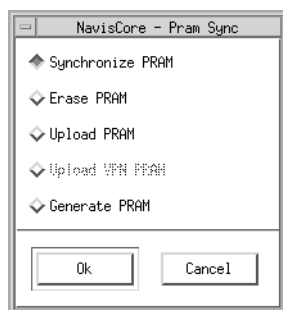 NavisCore - Pram Sync
Synchronize PRAM
Erase PRAM
Upload PRAM
Upload VPN PRAM
Generate PRAM
Ok
Cancel